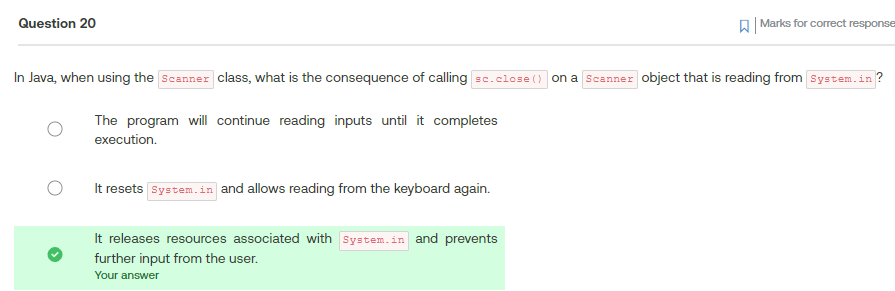 Question 20
Marks for correct response
In Java, when using the Scanner class, what is the consequence of calling sc.close() on a Scanner object that is reading from System.in?
The program will continue reading inputs until it completes
execution.
It resets System.in and allows reading from the keyboard again.
It releases resources associated with System.in and prevents
further input from the user.
Your answer